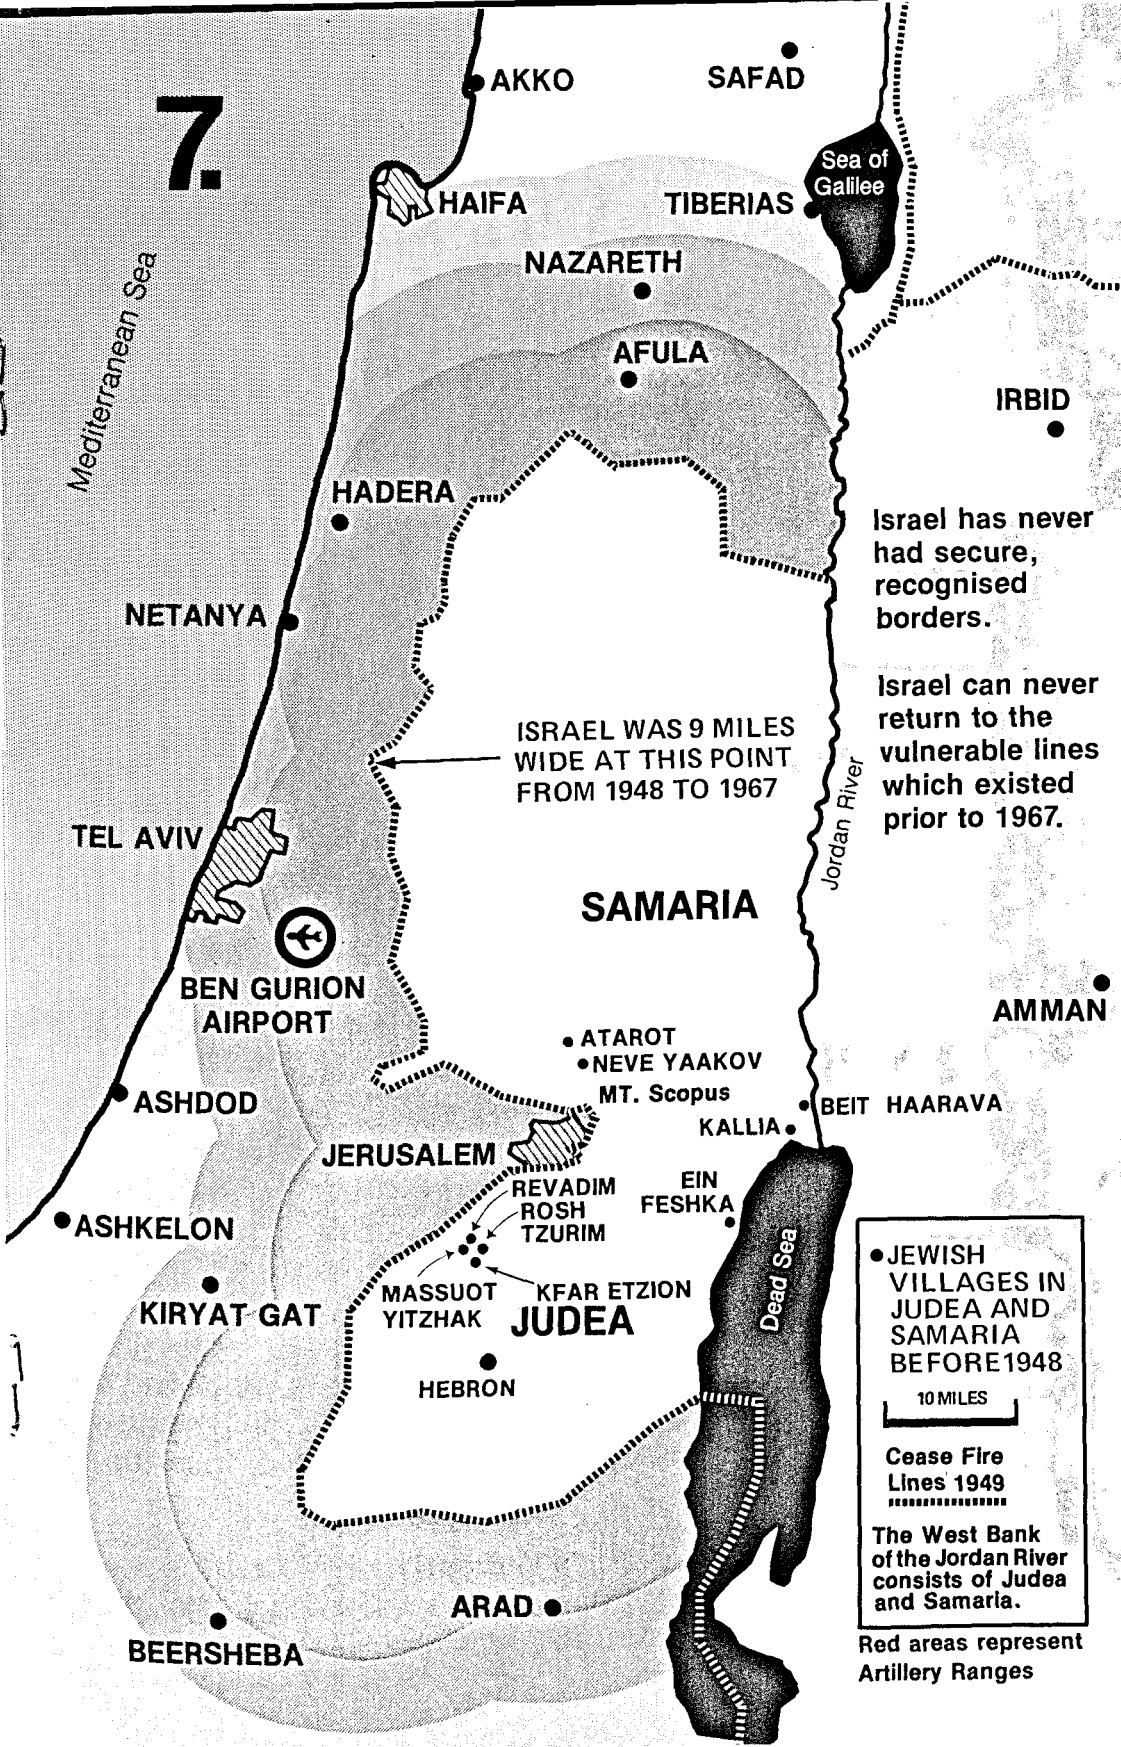 7.
AKKO
SAFAD
Sea of
Galilee
HAIFA
TIBERIAS
NAZARETH
Mediterranean Sea
AFULA
IRBID
HADERA
Israel has never
had secure,
recognised
borders.
NETANYA
Israel can never
return to the
vulnerable lines
which existed
prior to 1967.
ISRAEL WAS 9 MILES
WIDE AT THIS POINT
FROM 1948 TO 1967
Jordan River
TEL AVIV
SAMARIA
BEN GURION
AIRPORT
AMMAN
ATAROT
NEVE YAAKOV
MT. Scopus
ASHDOD
BEIT HAARAVA
KALLIA
JERUSALEM
EIN
FESHKA
REVADIM
ROSH
TZURIM
ASHKELON
Dead Sea
MASSUOT
YITZHAK
KFAR ETZION
KIRYAT GAT
JUDEA
HEBRON
JEWISH
VILLAGES IN
JUDEA AND
SAMARIA
BEFORE 1948
10 MILES
Cease Fire
Lines 1949
The West Bank
of the Jordan River
consists of Judea
and Samaria.
ARAD
BEERSHEBA
Red areas represent
Artillery Ranges